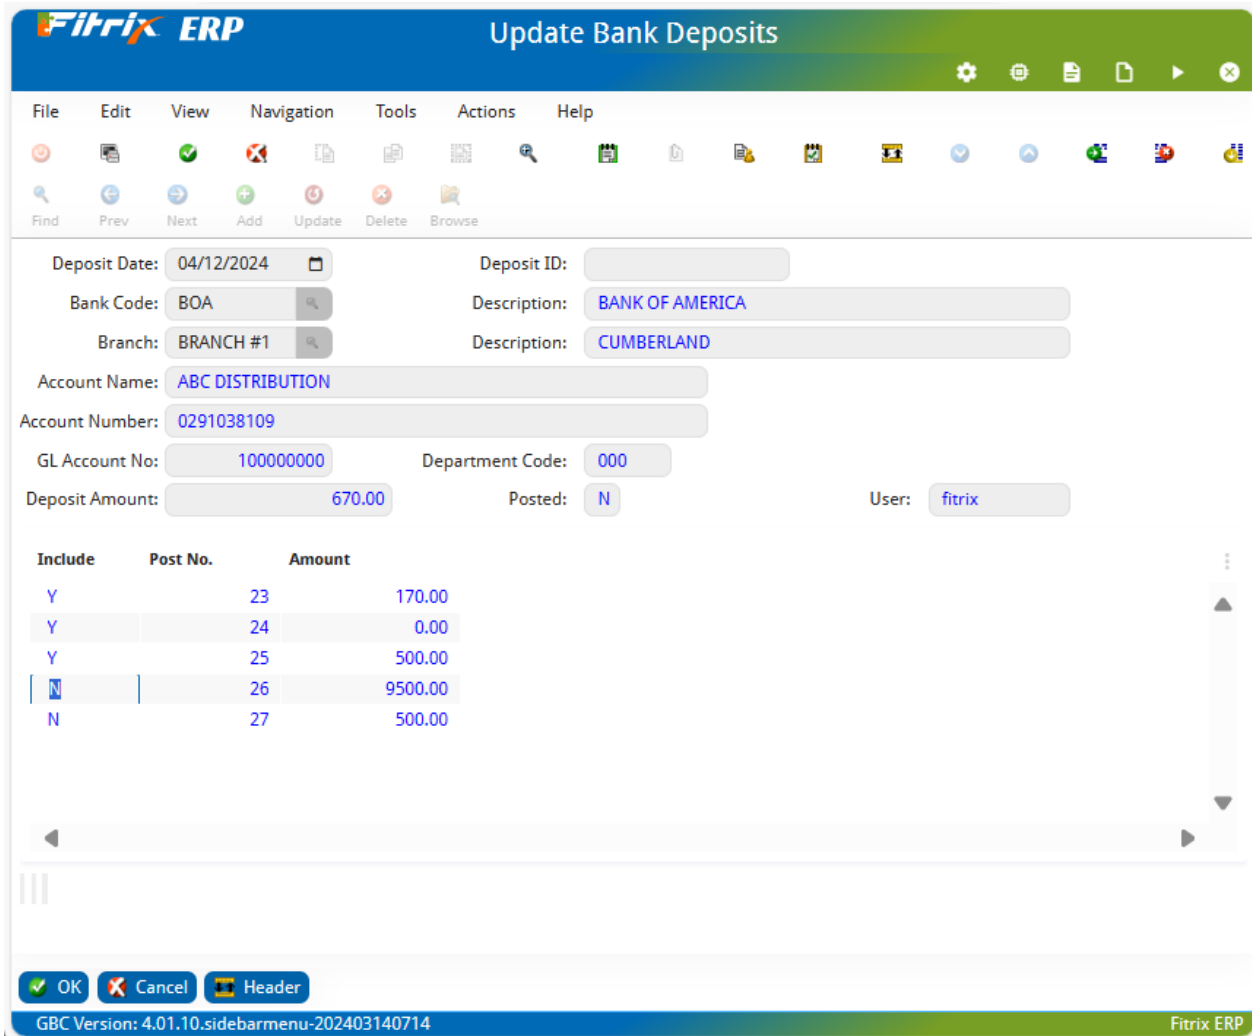 Fitrix ERP
Update Bank Deposits
File Edit View Navigation Tools Actions Help
Find Prev Next Add Update Delete Browse
Deposit Date: 04/12/2024 Deposit ID:
Bank Code: BOA Description: BANK OF AMERICA
Branch: BRANCH #1 Description: CUMBERLAND
Account Name: ABC DISTRIBUTION
Account Number: 0291038109
GL Account No: 100000000 Department Code: 000
Deposit Amount: 670.00 Posted: N User: fitrix
Include Post No. Amount
Y 23 170.00
Y 24 0.00
Y 25 500.00
N 26 9500.00
N 27 500.00
OK Cancel Header
GBC Version: 4.01.10.sidebarmenu-202403140714 Fitrix ERP